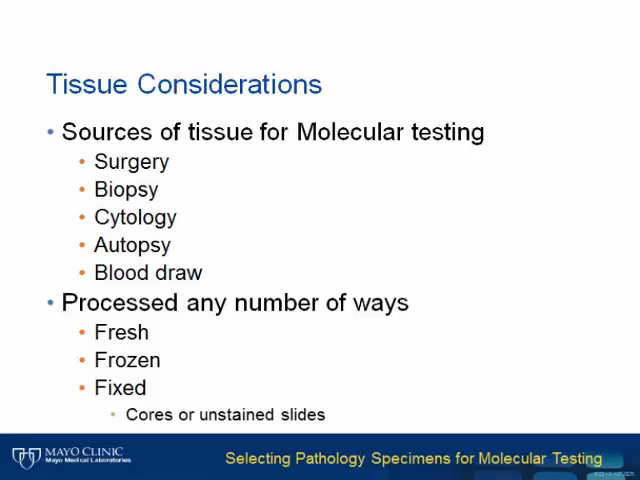 Tissue Considerations
• Sources of tissue for Molecular testing
• Surgery
• Biopsy
• Cytology
• Autopsy
• Blood draw
• Processed any number of ways
• Fresh
• Frozen
• Fixed
• Cores or unstained slides
MAYO CLINIC
Mayo Medical Laboratories
Selecting Pathology Specimens for Molecular Testing